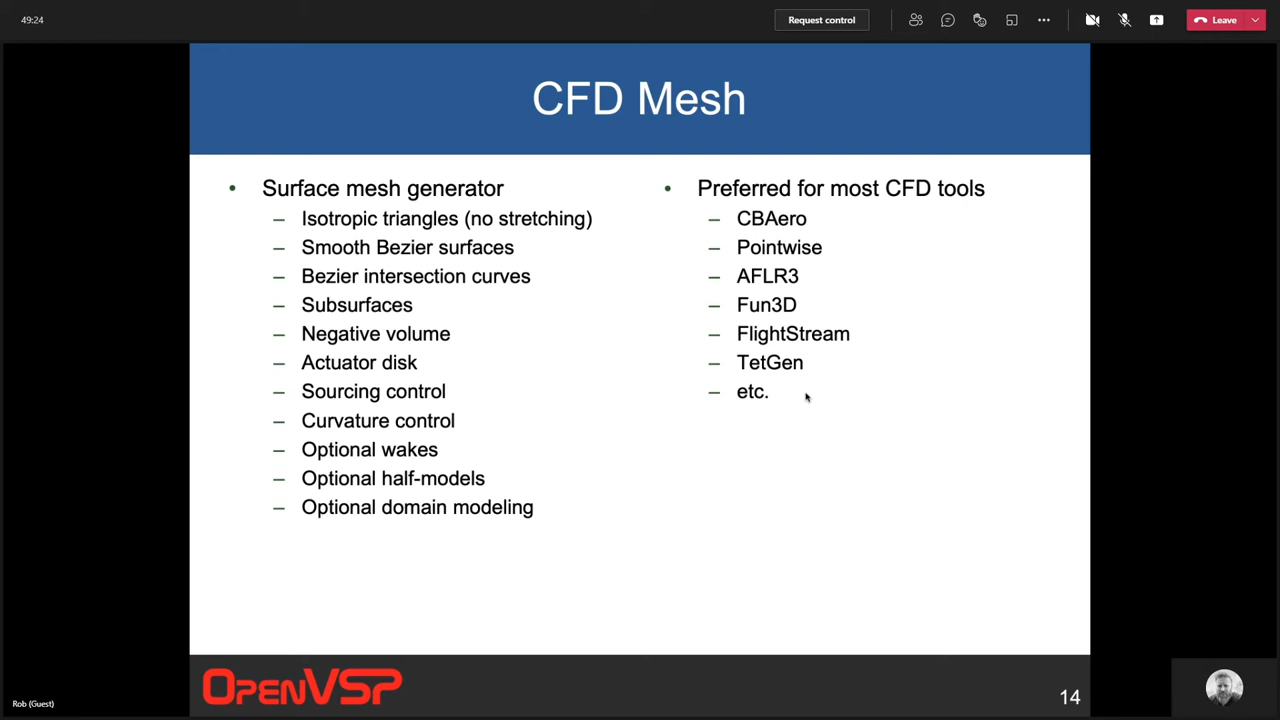 49:24
Request control
Leave
CFD Mesh
• Surface mesh generator
– Isotropic triangles (no stretching)
– Smooth Bezier surfaces
– Bezier intersection curves
– Subsurfaces
– Negative volume
– Actuator disk
– Sourcing control
– Curvature control
– Optional wakes
– Optional half-models
– Optional domain modeling
• Preferred for most CFD tools
– CBAero
– Pointwise
– AFLR3
– Fun3D
– FlightStream
– TetGen
– etc.
OpenVSP
14
Rob (Guest)